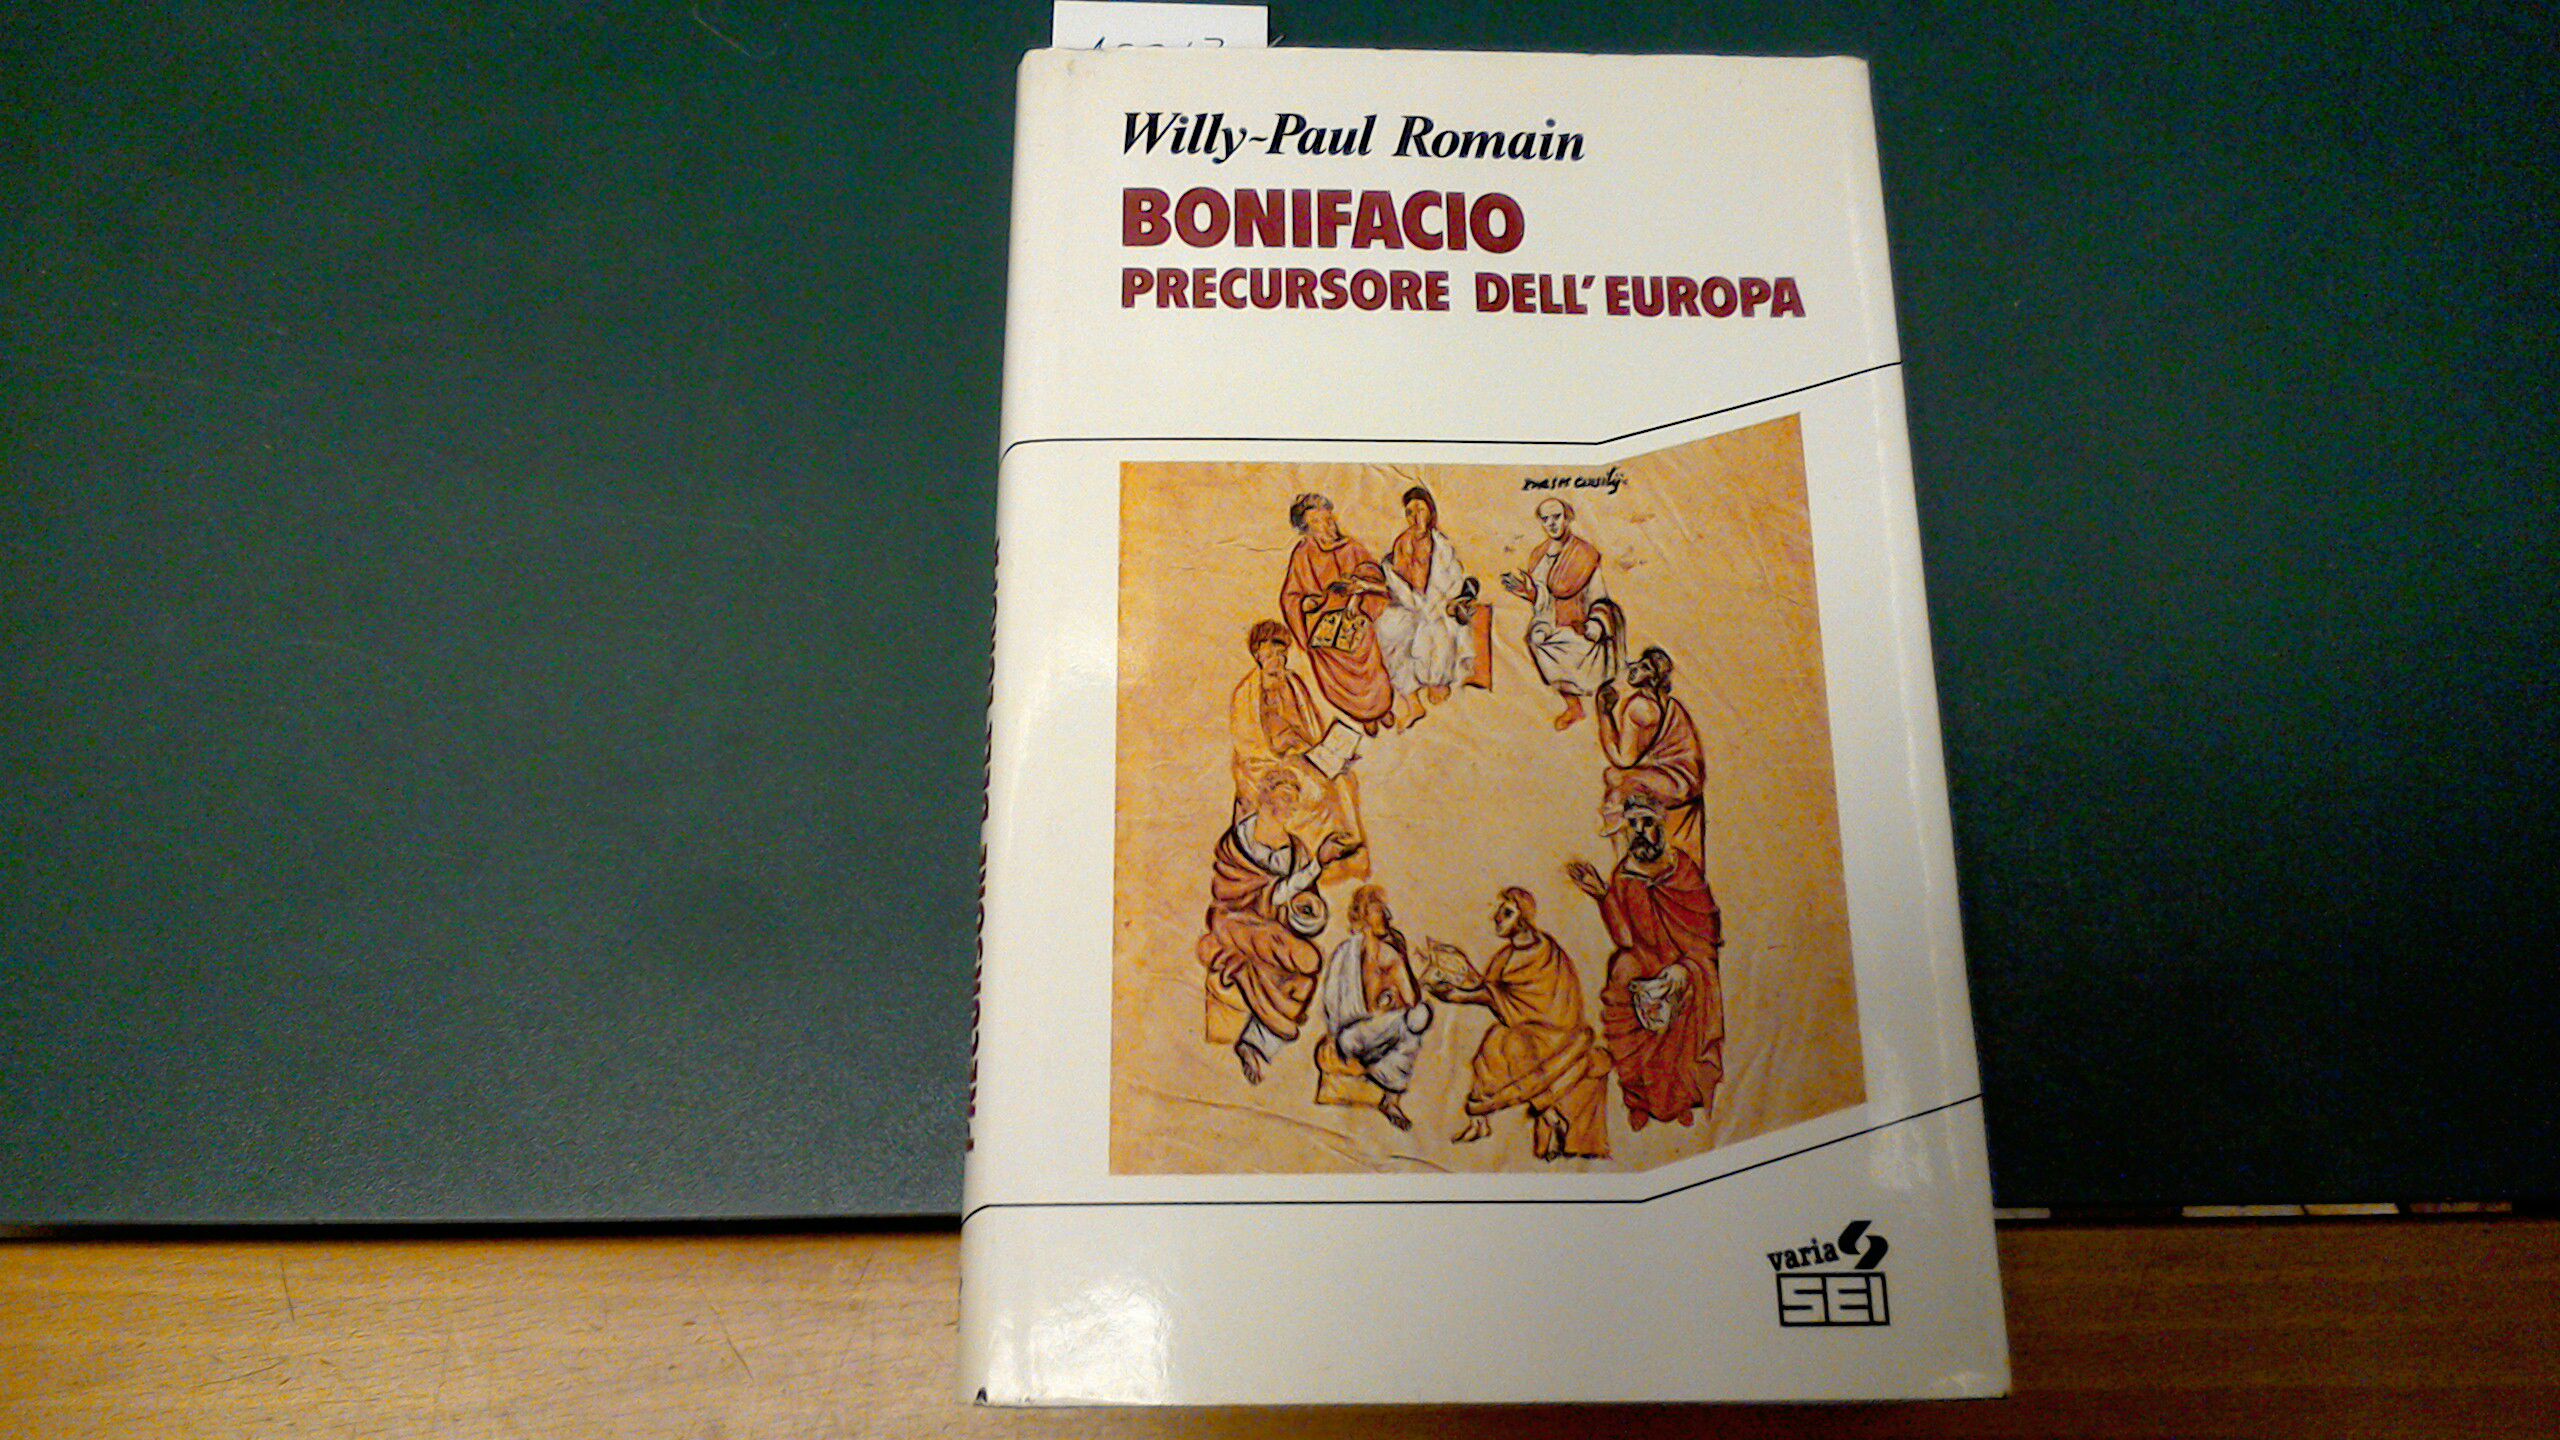 Willy-Paul Romain
BONIFACIO
PRECURSORE DELL'EUROPA
varia
SEI